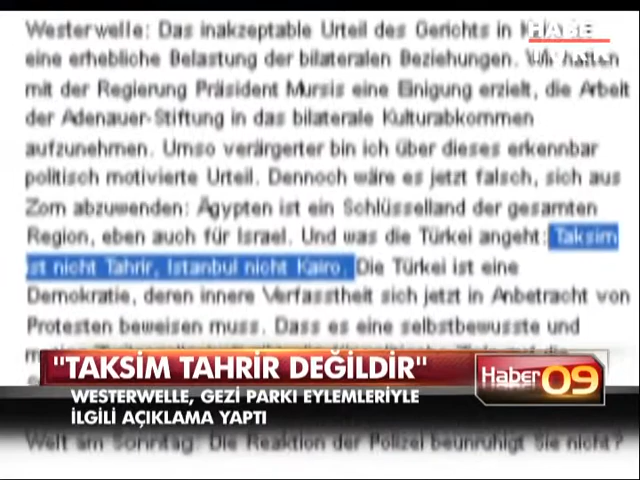 Westerwelle: Das inakzeptable Urteil des Gerichts in
HABE
eine erhebliche Belastung der bilateralen Beziehungen. Wir hatten
mit der Regierung Präsident Mursis eine Einigung erzielt, die Arbeit
der Adenauer-Stiftung in das bilaterale Kulturabkommen
aufzunehmen. Umso verärgerter bin ich über dieses erkennbar
politisch motivierte Urteil. Dennoch wäre es jetzt falsch, sich aus
Zorn abzuwenden: Ägypten ist ein Schlüsselland der gesamten
Region, eben auch für Israel. Und was die Türkei angeht: Taksim
ist nicht Tahrir, Istanbul nicht Kairo. Die Türkei ist eine
Demokratie, deren innere Verfasstheit sich jetzt in Anbetracht von
Protesten beweisen muss. Dass es eine selbstbewusste und
"TAKSİM TAHRİR DEĞİLDİR"
WESTERWELLE, GEZİ PARKI EYLEMLERİYLE
İLGİLİ AÇIKLAMA YAPTI
Haber 09
Welt am Sonntag: Die Reaktion der Polizei beunruhigt Sie nicht?